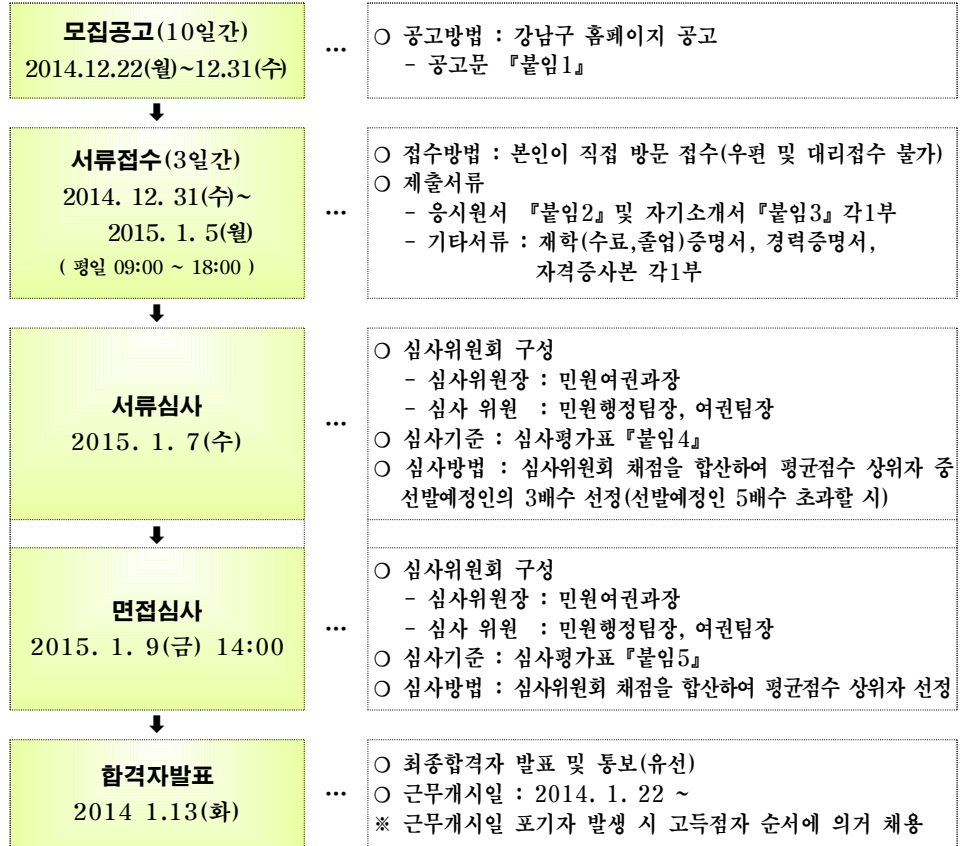 모집공고(10일간)
2014.12.22(월)~12.31(수)
…
❍ 공고방법 : 강남구 홈페이지 공고
- 공고문 『붙임1』
⬇
서류접수(3일간)
2014. 12. 31(수)~
2015. 1. 5(월)
( 평일 09:00 ~ 18:00 )
…
❍ 접수방법 : 본인이 직접 방문 접수(우편 및 대리접수 불가)
❍ 제출서류
- 응시원서 『붙임2』 및 자기소개서『붙임3』 각1부
- 기타서류 : 재학(수료,졸업)증명서, 경력증명서,
자격증사본 각1부
⬇
서류심사
2015. 1. 7(수)
…
❍ 심사위원회 구성
- 심사위원장 : 민원여권과장
- 심사 위원 : 민원행정팀장, 여권팀장
❍ 심사기준 : 심사평가표『붙임4』
❍ 심사방법 : 심사위원회 채점을 합산하여 평균점수 상위자 중
선발예정인의 3배수 선정(선발예정인 5배수 초과할 시)
⬇
면접심사
2015. 1. 9(금) 14:00
…
❍ 심사위원회 구성
- 심사위원장 : 민원여권과장
- 심사 위원 : 민원행정팀장, 여권팀장
❍ 심사기준 : 심사평가표『붙임5』
❍ 심사방법 : 심사위원회 채점을 합산하여 평균점수 상위자 선정
⬇
합격자발표
2014 1.13(화)
…
❍ 최종합격자 발표 및 통보(유선)
❍ 근무개시일 : 2014. 1. 22 ~
※ 근무개시일 포기자 발생 시 고득점자 순서에 의거 채용